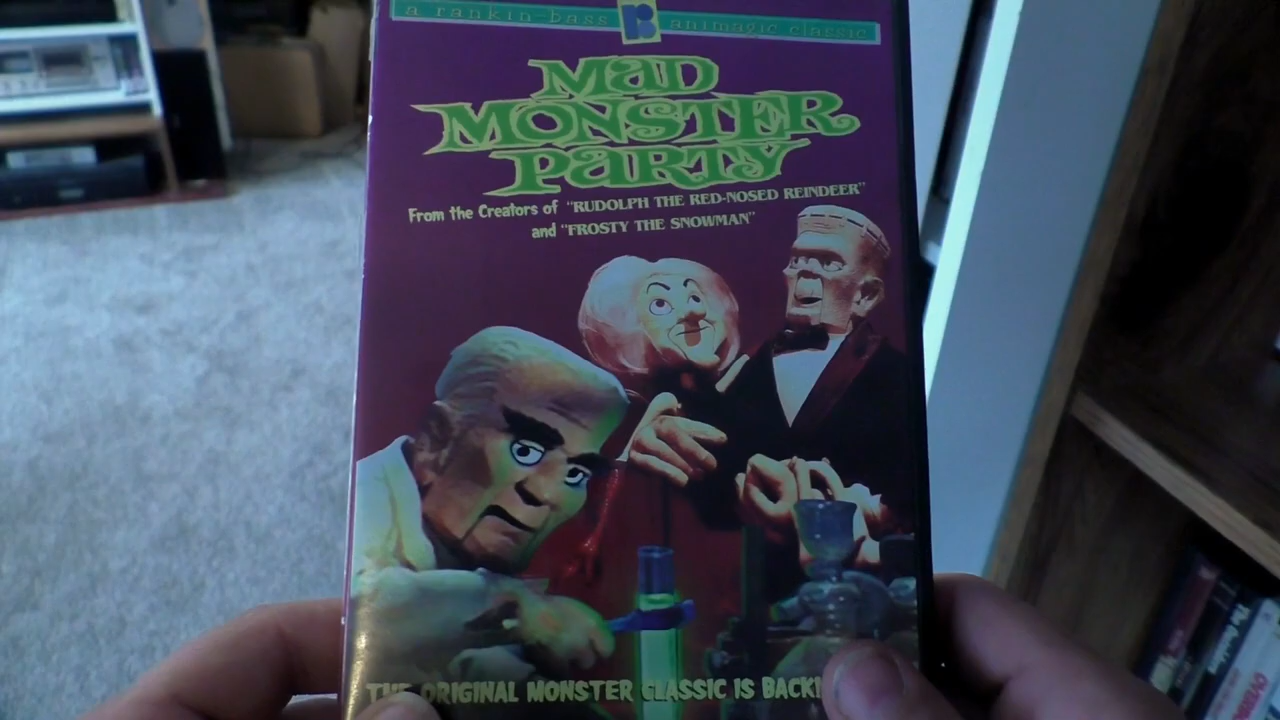 a rankin-bass RB animagic classic
MaD
MONSTER
PaRTY
From the Creators of "RUDOLPH THE RED-NOSED REINDEER"
and "FROSTY THE SNOWMAN"
THE ORIGINAL MONSTER CLASSIC IS BACK!